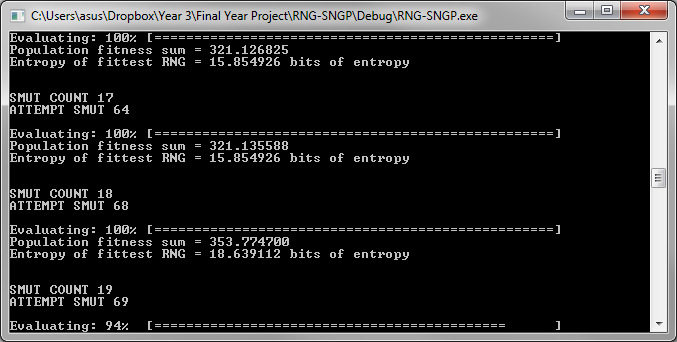 C:\Users\asus\Dropbox\Year 3\Final Year Project\RNG-SNGP\Debug\RNG-SNGP.exe
Evaluating: 100% [==================================================]
Population fitness sum = 321.126825
Entropy of fittest RNG = 15.854926 bits of entropy
SMUT COUNT 17
ATTEMPT SMUT 64
Evaluating: 100% [==================================================]
Population fitness sum = 321.135588
Entropy of fittest RNG = 15.854926 bits of entropy
SMUT COUNT 18
ATTEMPT SMUT 68
Evaluating: 100% [==================================================]
Population fitness sum = 353.774700
Entropy of fittest RNG = 18.639112 bits of entropy
SMUT COUNT 19
ATTEMPT SMUT 69
Evaluating: 94%  [============================================      ]